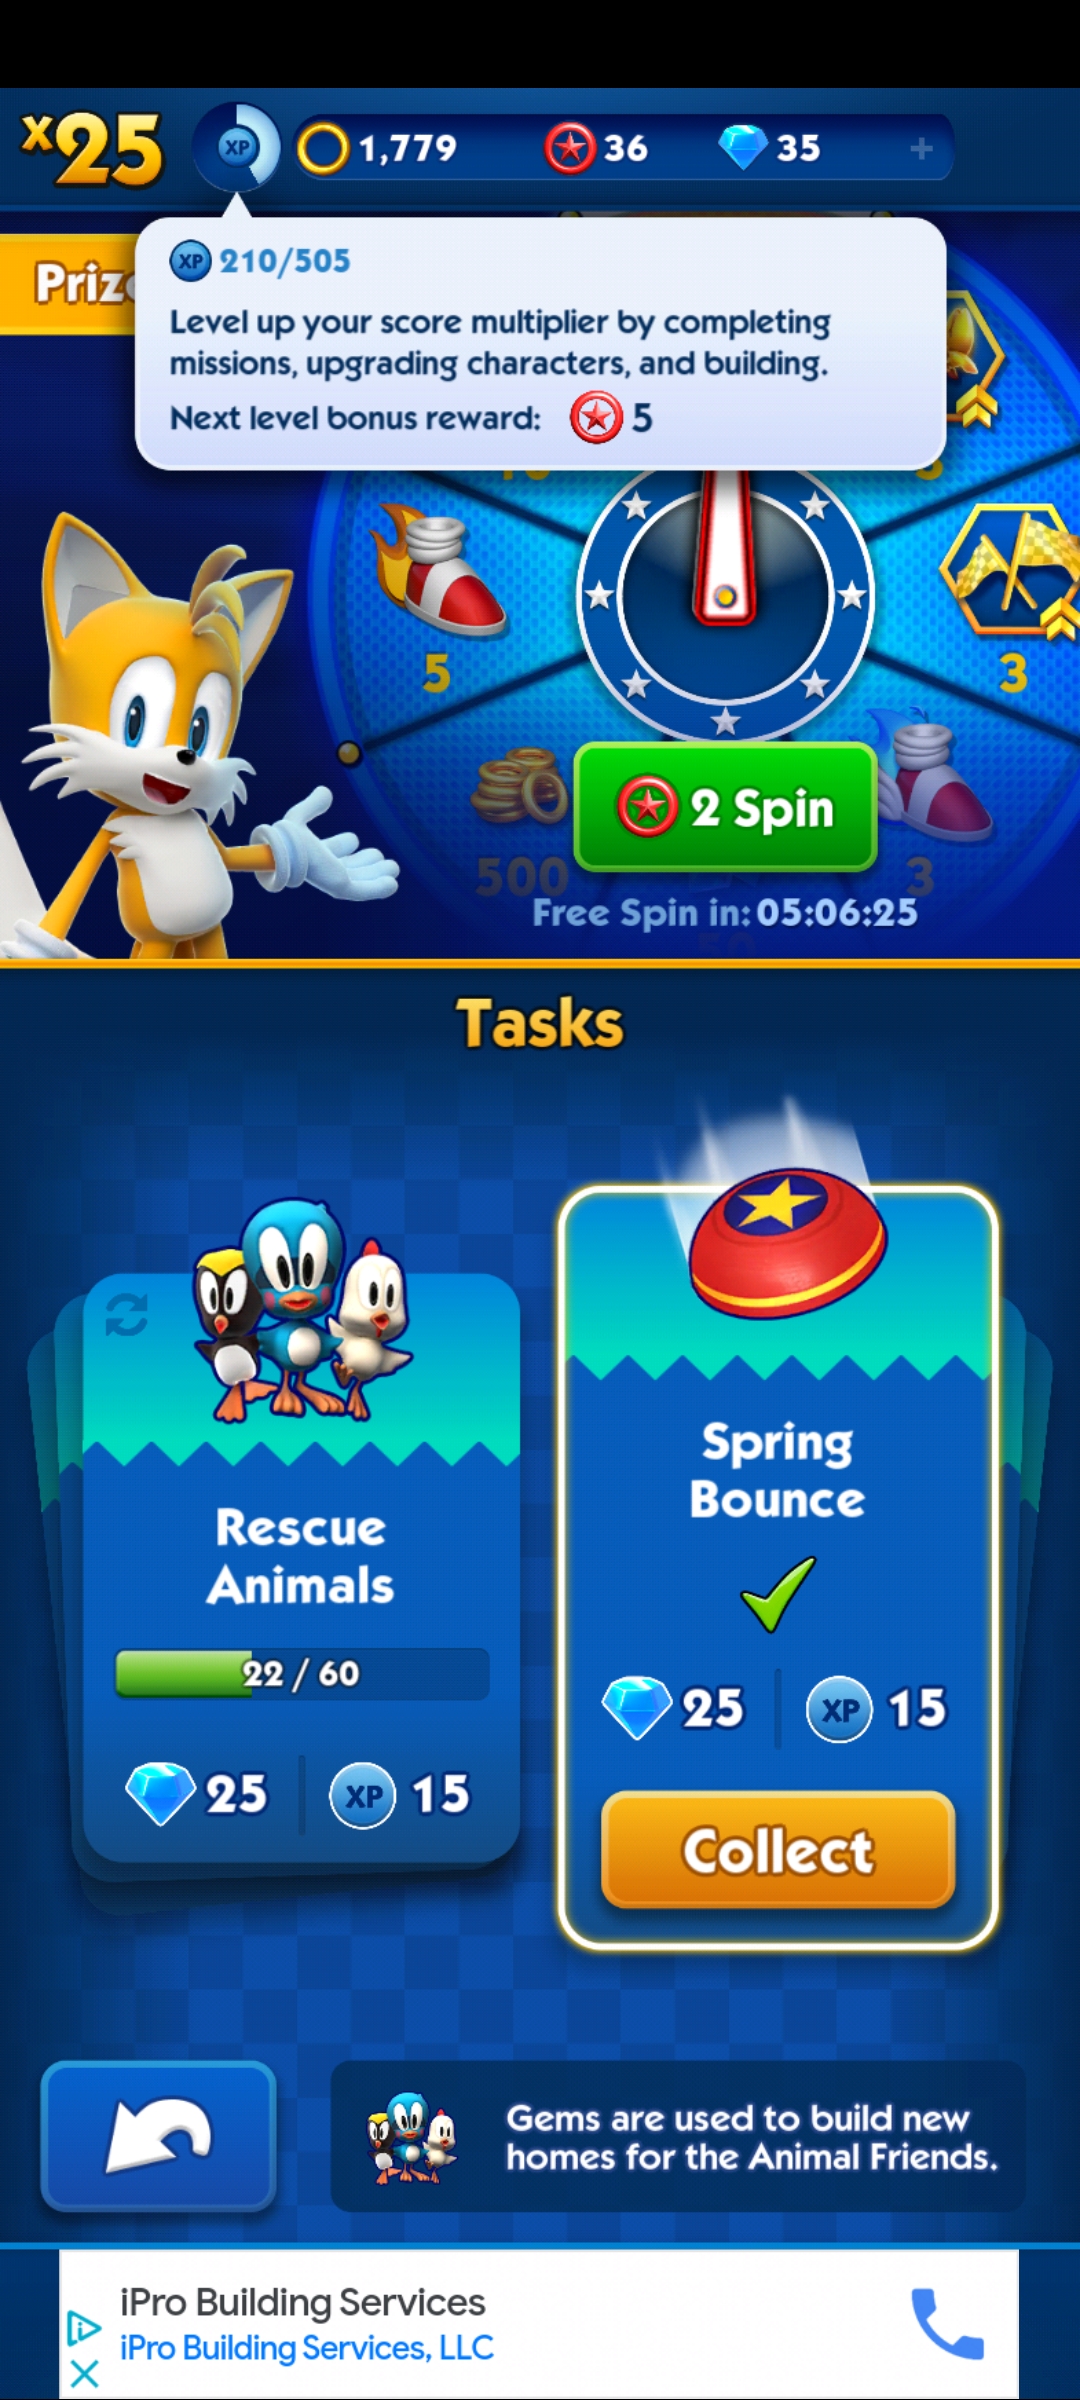 x25
XP
1,779
36
35
+
XP 210/505
Level up your score multiplier by completing
missions, upgrading characters, and building.
Next level bonus reward: 5
5
3
2 Spin
500
3
Free Spin in: 05:06:25
Tasks
Rescue
Animals
22 / 60
25
XP 15
Spring
Bounce
25
XP 15
Collect
Gems are used to build new
homes for the Animal Friends.
iPro Building Services
iPro Building Services, LLC